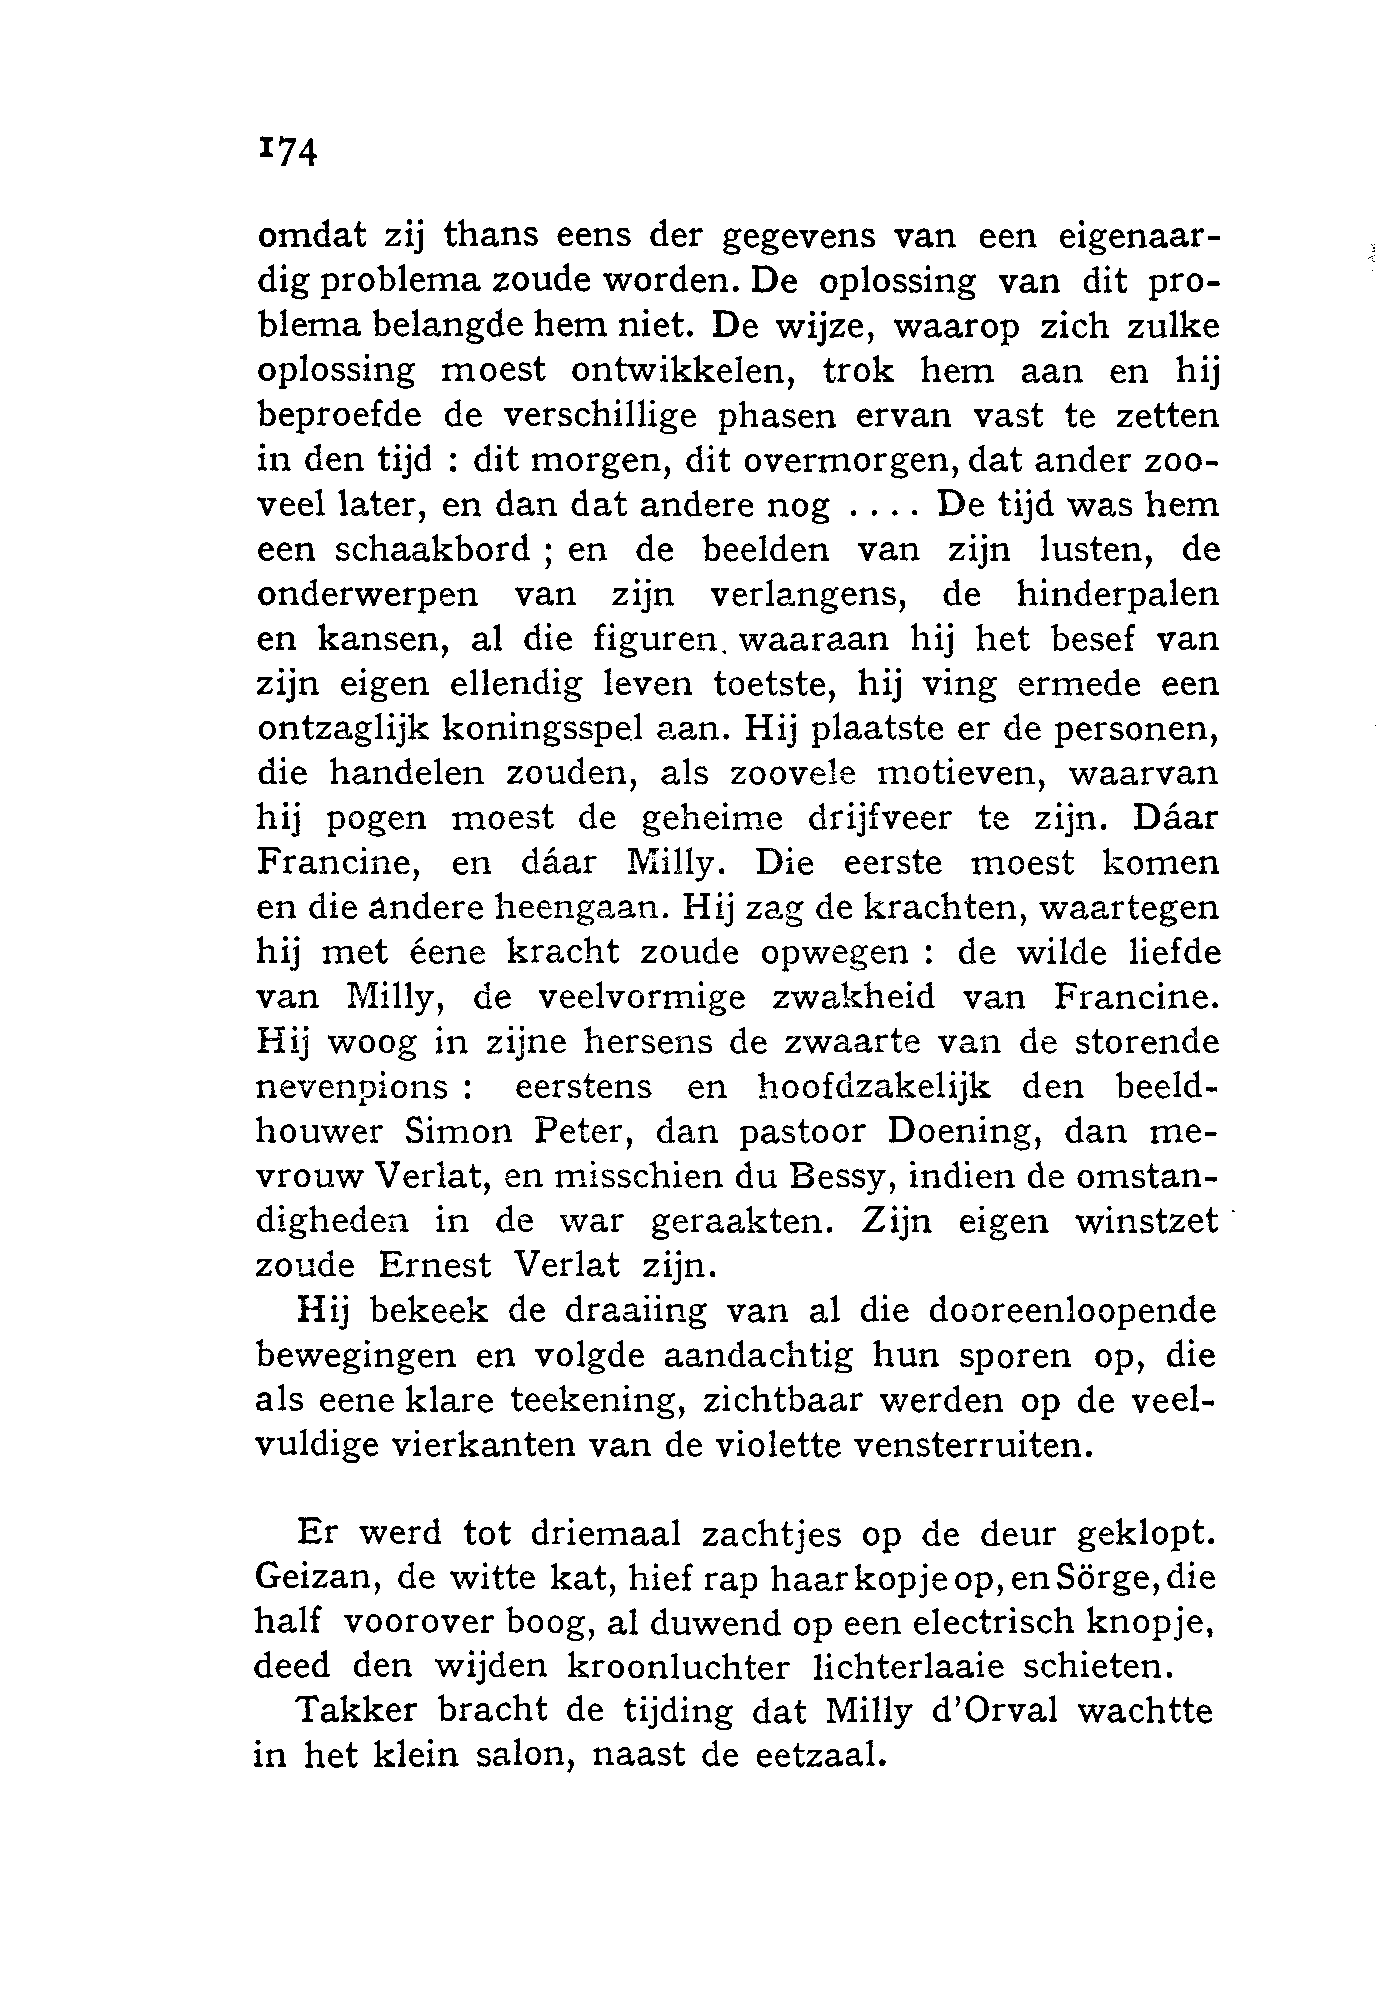 174
omdat zij thans eens der gegevens van een eigenaar-
dig problema zoude worden. De oplossing van dit pro-
blema belangde hem niet. De wijze, waarop zich zulke
oplossing moest ontwikkelen, trok hem aan en hij
beproefde de verschillige phasen ervan vast te zetten
in den tijd : dit morgen, dit overmorgen, dat ander zoo-
veel later, en dan dat andere nog .... De tijd was hem
een schaakbord ; en de beelden van zijn lusten, de
onderwerpen van zijn verlangens, de hinderpalen
en kansen, al die figuren, waaraan hij het besef van
zijn eigen ellendig leven toetste, hij ving ermede een
ontzaglijk koningsspel aan. Hij plaatste er de personen,
die handelen zouden, als zoovele motieven, waarvan
hij pogen moest de geheime drijfveer te zijn. Dáar
Francine, en dáar Milly. Die eerste moest komen
en die andere heengaan. Hij zag de krachten, waartegen
hij met éene kracht zoude opwegen : de wilde liefde
van Milly, de veelvormige zwakheid van Francine.
Hij woog in zijne hersens de zwaarte van de storende
nevenpions : eerstens en hoofdzakelijk den beeld-
houwer Simon Peter, dan pastoor Doening, dan me-
vrouw Verlat, en misschien du Bessy, indien de omstan-
digheden in de war geraakten. Zijn eigen winstzet
zoude Ernest Verlat zijn.
Hij bekeek de draaiing van al die dooreenloopende
bewegingen en volgde aandachtig hun sporen op, die
als eene klare teekening, zichtbaar werden op de veel-
vuldige vierkanten van de violette vensterruiten.
Er werd tot driemaal zachtjes op de deur geklopt.
Geizan, de witte kat, hief rap haar kopje op, en Sörge, die
half voorover boog, al duwend op een electrisch knopje,
deed den wijden kroonluchter lichterlaaie schieten.
Takker bracht de tijding dat Milly d'Orval wachtte
in het klein salon, naast de eetzaal.